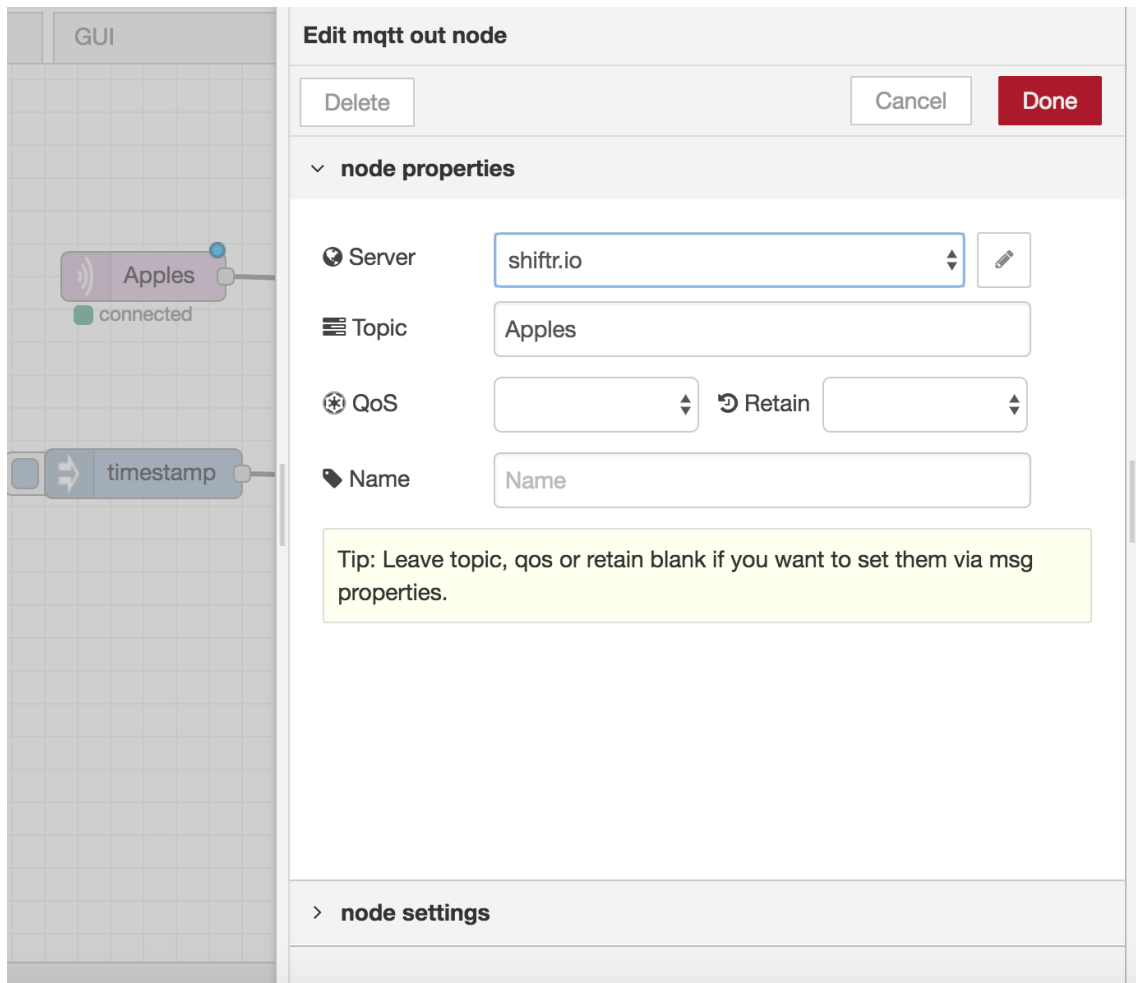 GUI
Edit mqtt out node
Delete
Cancel
Done
node properties
Apples
connected
timestamp
Server
shiftr.io
Topic
Apples
QoS
Retain
Name
Name
Tip: Leave topic, qos or retain blank if you want to set them via msg
properties.
node settings